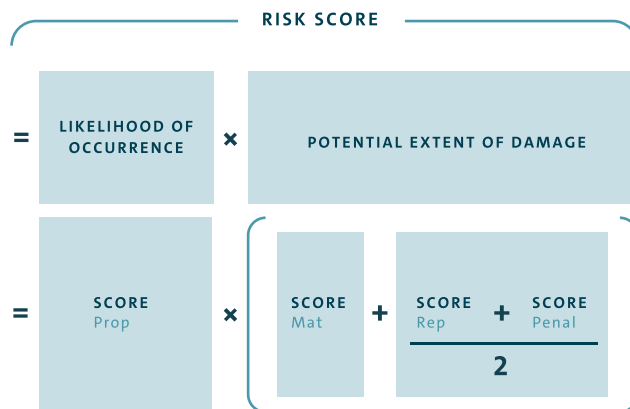 RISK SCORE
=
LIKELIHOOD OF
OCCURRENCE
×
POTENTIAL EXTENT OF DAMAGE
=
SCORE
Prop
×
SCORE
Mat
+
SCORE
Rep
+
SCORE
Penal
2